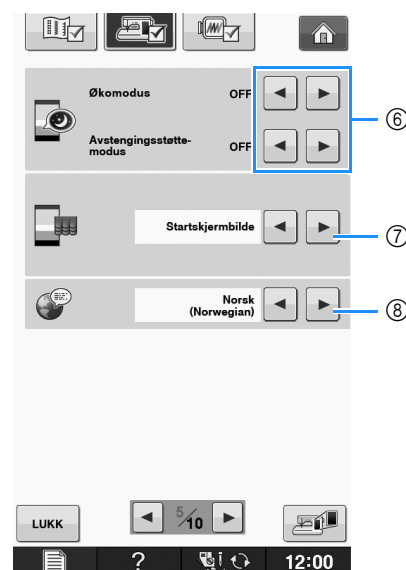 Økomodus OFF
⑥
Avstengingsstøtte-
modus OFF
Startskjermbilde
⑦
Norsk
(Norwegian)
⑧
LUKK
5/10
?
12:00